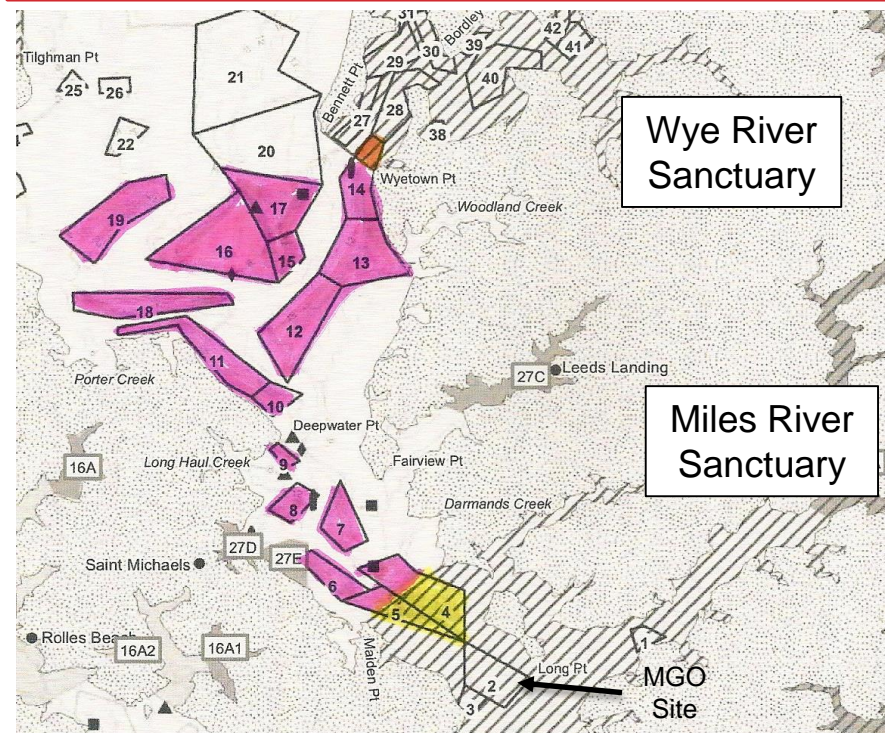 31
Bordley
42
Tilghman Pt
30
39
41
21
29
40
25
26
Bennett Pt
28
27
22
38
Wye River
Sanctuary
20
Wyetown Pt
14
17
Woodland Creek
19
16
15
13
18
12
11
27C
Leeds Landing
Porter Creek
10
Miles River
Sanctuary
Deepwater Pt
9
Long Haul Creek
Fairview Pt
16A
8
7
Darmands Creek
27D
27E
Saint Michaels
6
5
4
Rolles Beach
16A2
16A1
Maiden Pt
1
Long Pt
2
3
MGO
Site